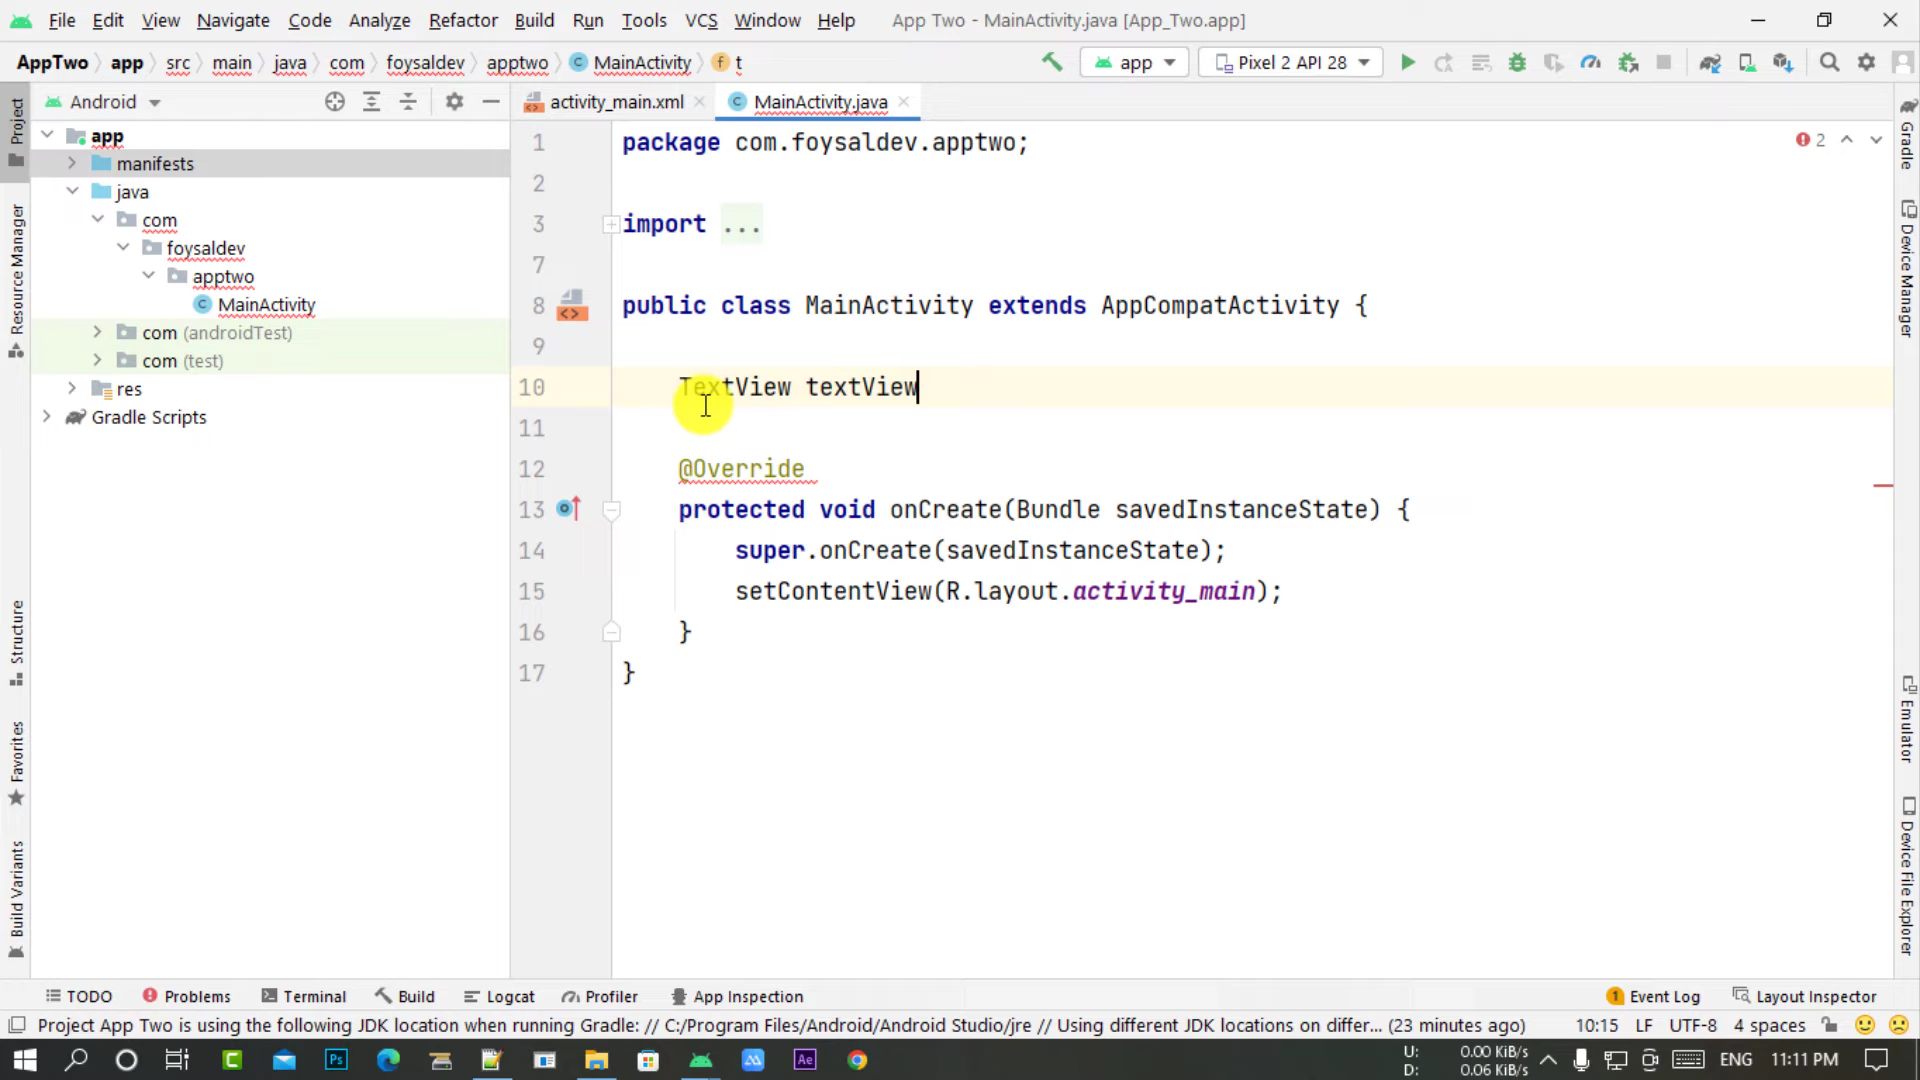 File Edit View Navigate Code Analyze Refactor Build Run Tools VCS Window Help App Two - MainActivity.java [App_Two.app]
AppTwo app src main java com foysaldev apptwo C MainActivity f t app Pixel 2 API 28
Android activity_main.xml C MainActivity.java
Project
Resource Manager
Structure
Favorites
Build Variants
app
manifests
java
com
foysaldev
apptwo
C MainActivity
com (androidTest)
com (test)
res
Gradle Scripts
1 package com.foysaldev.apptwo;
2
3 import ...
7
8 public class MainActivity extends AppCompatActivity {
9
10 TextView textView
11
12 @Override
13 protected void onCreate(Bundle savedInstanceState) {
14 super.onCreate(savedInstanceState);
15 setContentView(R.layout.activity_main);
16 }
17 }
2
Gradle
Device Manager
Emulator
Device File Explorer
TODO Problems Terminal Build Logcat Profiler App Inspection 1 Event Log Layout Inspector
Project App Two is using the following JDK location when running Gradle: // C:/Program Files/Android/Android Studio/jre // Using different JDK locations on differ... (23 minutes ago) 10:15 LF UTF-8 4 spaces
C Ps Ae U: 0.00 KiB/s ENG 11:11 PM
D: 0.06 KiB/s